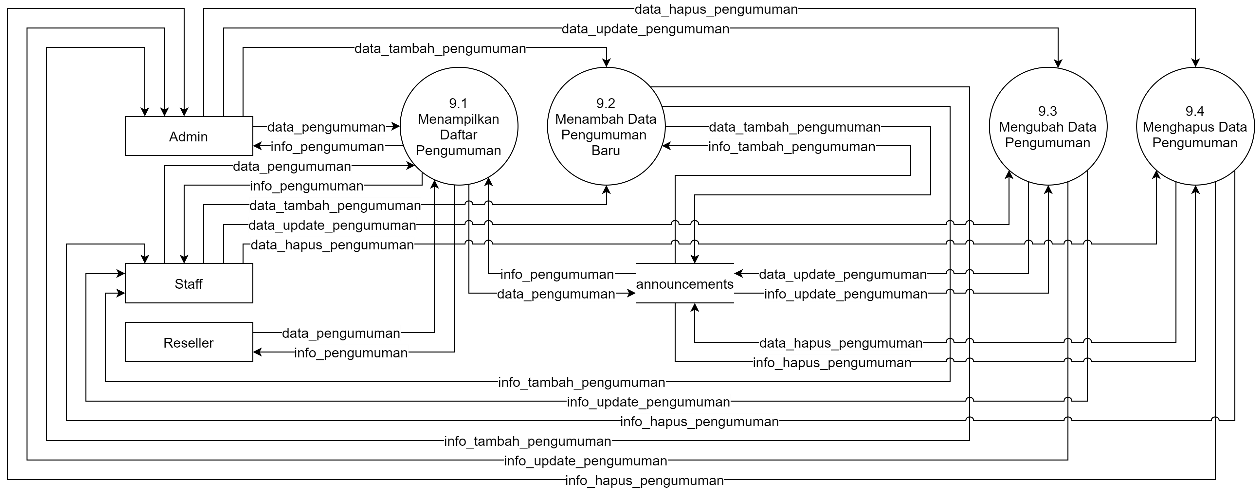 data_hapus_pengumuman
data_update_pengumuman
data_tambah_pengumuman
9.1
Menampilkan
Daftar
Pengumuman
9.2
Menambah Data
Pengumuman
Baru
9.3
Mengubah Data
Pengumuman
9.4
Menghapus Data
Pengumuman
Admin
data_pengumuman
info_pengumuman
data_tambah_pengumuman
info_tambah_pengumuman
data_pengumuman
info_pengumuman
data_tambah_pengumuman
data_update_pengumuman
data_hapus_pengumuman
Staff
info_pengumuman
data_pengumuman
announcements
data_update_pengumuman
info_update_pengumuman
Reseller
data_pengumuman
info_pengumuman
data_hapus_pengumuman
info_hapus_pengumuman
info_tambah_pengumuman
info_update_pengumuman
info_hapus_pengumuman
info_tambah_pengumuman
info_update_pengumuman
info_hapus_pengumuman